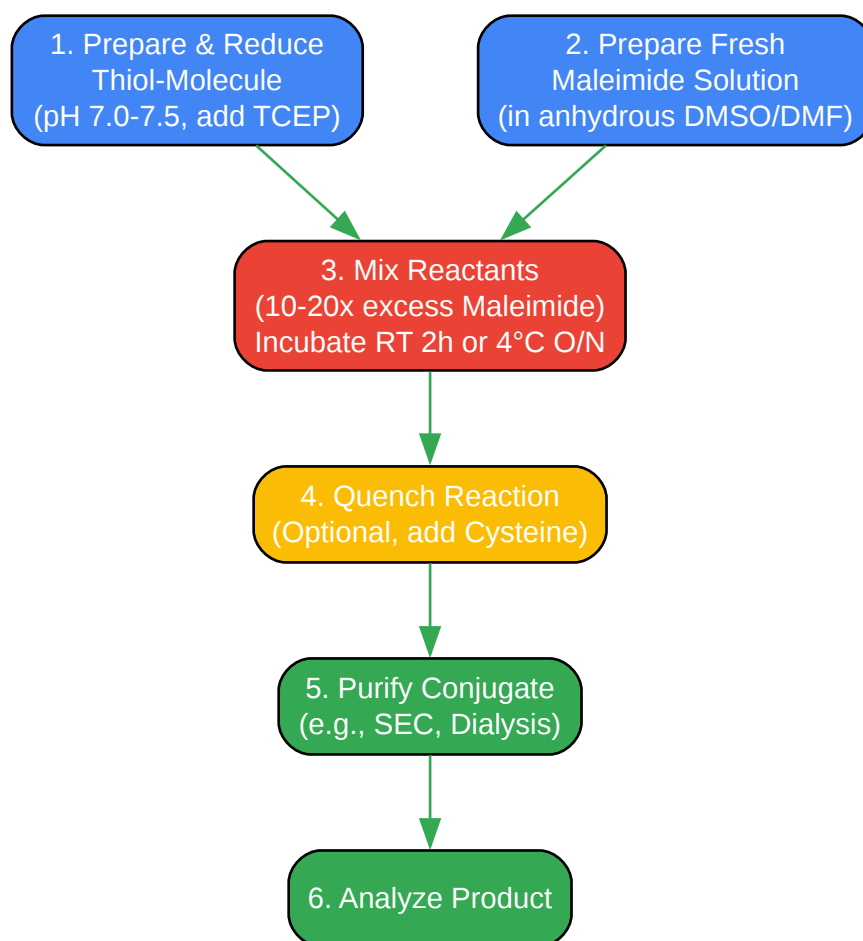 1. Prepare & Reduce
Thiol-Molecule
(pH 7.0-7.5, add TCEP)
2. Prepare Fresh
Maleimide Solution
(in anhydrous DMSO/DMF)
3. Mix Reactants
(10-20x excess Maleimide)
Incubate RT 2h or 4°C O/N
4. Quench Reaction
(Optional, add Cysteine)
5. Purify Conjugate
(e.g., SEC, Dialysis)
6. Analyze Product